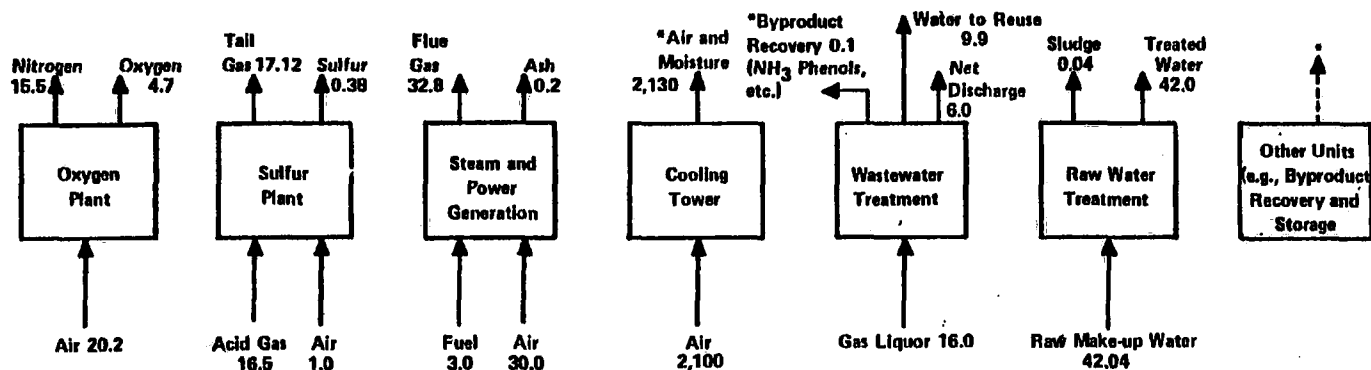 Nitrogen
15.5
Oxygen
4.7
Oxygen
Plant
Air 20.2
Tail
Gas 17.12
Sulfur
0.38
Sulfur
Plant
Acid Gas
16.5
Air
1.0
Flue
Gas
32.8
Ash
0.2
Steam and
Power
Generation
Fuel
3.0
Air
30.0
*Air and
Moisture
2,130
Cooling
Tower
Air
2,100
*Byproduct
Recovery 0.1
(NH3 Phenols,
etc.)
Water to Reuse
9.9
Net
Discharge
6.0
Wastewater
Treatment
Gas Liquor 16.0
Sludge
0.04
Treated
Water
42.0
Raw Water
Treatment
Raw Make-up Water
42.04
*
Other Units
(e.g., Byproduct
Recovery and
Storage